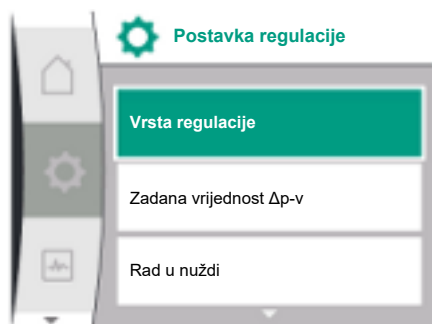 Postavka regulacije
Vrsta regulacije
Zadana vrijednost Δp-v
Rad u nuždi